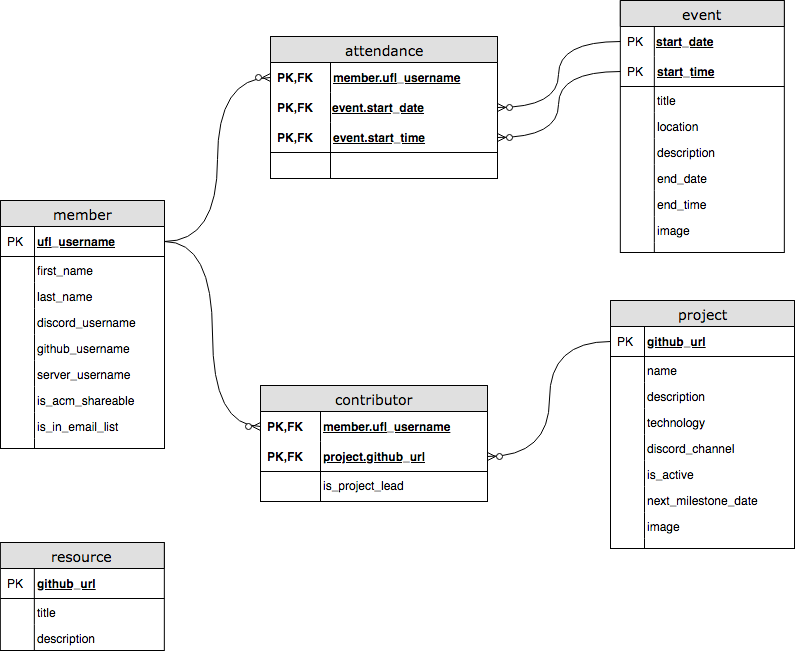 event
PK start_date
PK start_time
title
location
description
end_date
end_time
image
attendance
PK,FK member.ufl_username
PK,FK event.start_date
PK,FK event.start_time
member
PK ufl_username
first_name
last_name
discord_username
github_username
server_username
is_acm_shareable
is_in_email_list
project
PK github_url
name
description
technology
discord_channel
is_active
next_milestone_date
image
contributor
PK,FK member.ufl_username
PK,FK project.github_url
is_project_lead
resource
PK github_url
title
description